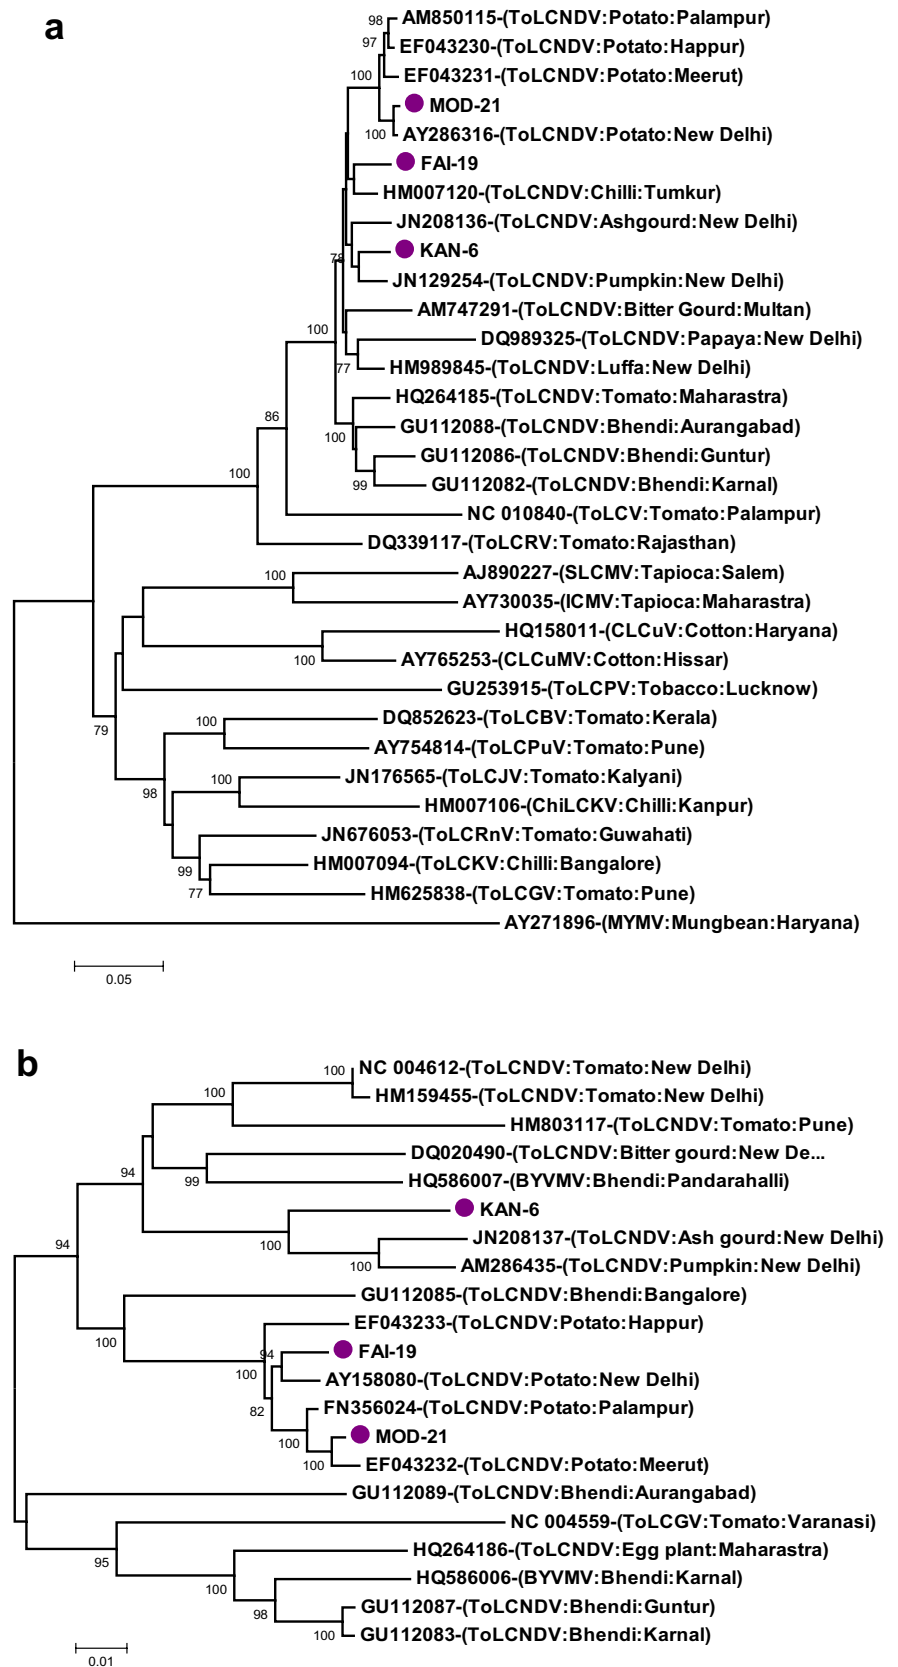 a
98
AM850115-(ToLCNDV:Potato:Palampur)
97
EF043230-(ToLCNDV:Potato:Happur)
100
EF043231-(ToLCNDV:Potato:Meerut)
MOD-21
100
AY286316-(ToLCNDV:Potato:New Delhi)
FAI-19
HM007120-(ToLCNDV:Chilli:Tumkur)
JN208136-(ToLCNDV:Ashgourd:New Delhi)
78
KAN-6
JN129254-(ToLCNDV:Pumpkin:New Delhi)
AM747291-(ToLCNDV:Bitter Gourd:Multan)
100
DQ989325-(ToLCNDV:Papaya:New Delhi)
77
HM989845-(ToLCNDV:Luffa:New Delhi)
HQ264185-(ToLCNDV:Tomato:Maharastra)
86
100
GU112088-(ToLCNDV:Bhendi:Aurangabad)
GU112086-(ToLCNDV:Bhendi:Guntur)
100
99
GU112082-(ToLCNDV:Bhendi:Karnal)
NC 010840-(ToLCV:Tomato:Palampur)
DQ339117-(ToLCRV:Tomato:Rajasthan)
100
AJ890227-(SLCMV:Tapioca:Salem)
AY730035-(ICMV:Tapioca:Maharastra)
HQ158011-(CLCuV:Cotton:Haryana)
100
AY765253-(CLCuMV:Cotton:Hissar)
GU253915-(ToLCPV:Tobacco:Lucknow)
79
100
DQ852623-(ToLCBV:Tomato:Kerala)
AY754814-(ToLCPuV:Tomato:Pune)
98
100
JN176565-(ToLCJV:Tomato:Kalyani)
HM007106-(ChiLCKV:Chilli:Kanpur)
JN676053-(ToLCRnV:Tomato:Guwahati)
99
HM007094-(ToLCKV:Chilli:Bangalore)
77
HM625838-(ToLCGV:Tomato:Pune)
AY271896-(MYMV:Mungbean:Haryana)
0.05
b
100
NC 004612-(ToLCNDV:Tomato:New Delhi)
100
HM159455-(ToLCNDV:Tomato:New Delhi)
HM803117-(ToLCNDV:Tomato:Pune)
94
DQ020490-(ToLCNDV:Bitter gourd:New De...
99
HQ586007-(BYVMV:Bhendi:Pandarahalli)
KAN-6
94
100
JN208137-(ToLCNDV:Ash gourd:New Delhi)
100
AM286435-(ToLCNDV:Pumpkin:New Delhi)
GU112085-(ToLCNDV:Bhendi:Bangalore)
100
EF043233-(ToLCNDV:Potato:Happur)
94
FAI-19
100
AY158080-(ToLCNDV:Potato:New Delhi)
82
FN356024-(ToLCNDV:Potato:Palampur)
100
MOD-21
100
EF043232-(ToLCNDV:Potato:Meerut)
GU112089-(ToLCNDV:Bhendi:Aurangabad)
NC 004559-(ToLCGV:Tomato:Varanasi)
95
HQ264186-(ToLCNDV:Egg plant:Maharastra)
100
HQ586006-(BYVMV:Bhendi:Karnal)
98
GU112087-(ToLCNDV:Bhendi:Guntur)
100
GU112083-(ToLCNDV:Bhendi:Karnal)
0.01